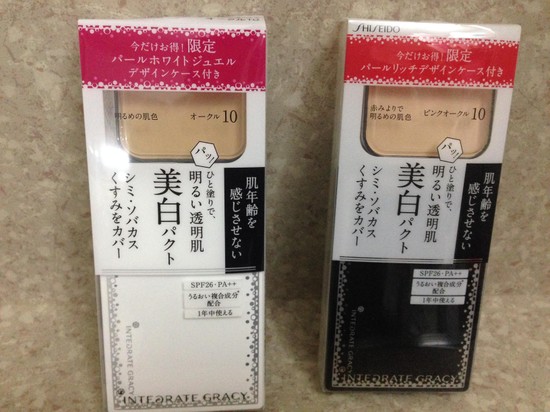 今だけお得!限定
パールホワイトジュエル
デザインケース付き
明るめの肌色
オークル10
パッ!
ひと塗りで、
明るい透明肌
美白パクト
シミ・ソバカス
くすみをカバー
肌年齢を
感じさせない
SPF26・PA++
うるおい複合成分*
配合
1年中使える
INTEGRATE GRACY
INTEGRATE GRACY
SHISEIDO
今だけお得!限定
パールリッチデザインケース付き
赤みよりで
明るめの肌色
ピンクオークル10
パッ!
ひと塗りで、
明るい透明肌
美白パクト
シミ・ソバカス
くすみをカバー
肌年齢を
感じさせない
SPF26・PA++
うるおい複合成分*
配合
1年中使える
INTEGRATE GRACY
INTEGRATE GRACY